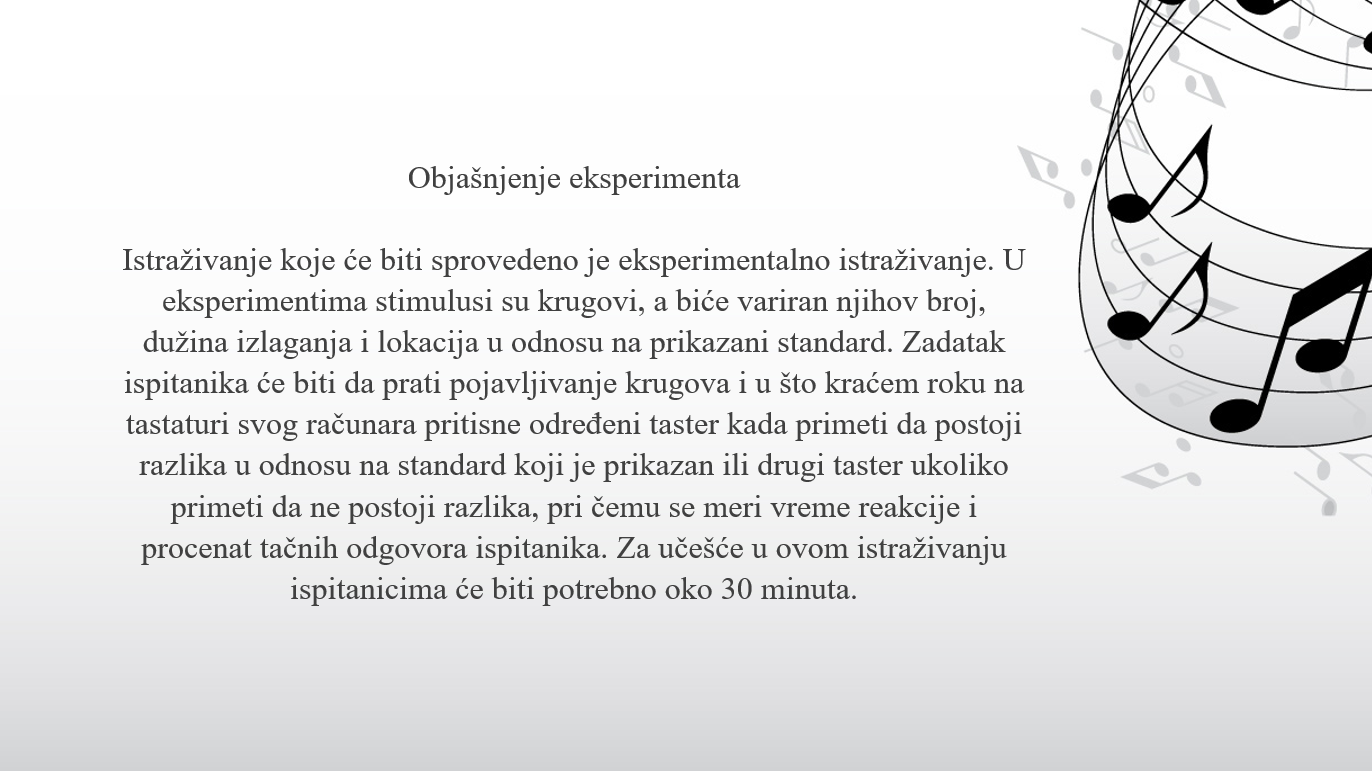 Objašnjenje eksperimenta
Istraživanje koje će biti sprovedeno je eksperimentalno istraživanje. U
eksperimentima stimulusi su krugovi, a biće variran njihov broj,
dužina izlaganja i lokacija u odnosu na prikazani standard. Zadatak
ispitanika će biti da prati pojavljivanje krugova i u što kraćem roku na
tastaturi svog računara pritisne određeni taster kada primeti da postoji
razlika u odnosu na standard koji je prikazan ili drugi taster ukoliko
primeti da ne postoji razlika, pri čemu se meri vreme reakcije i
procenat tačnih odgovora ispitanika. Za učešće u ovom istraživanju
ispitanicima će biti potrebno oko 30 minuta.